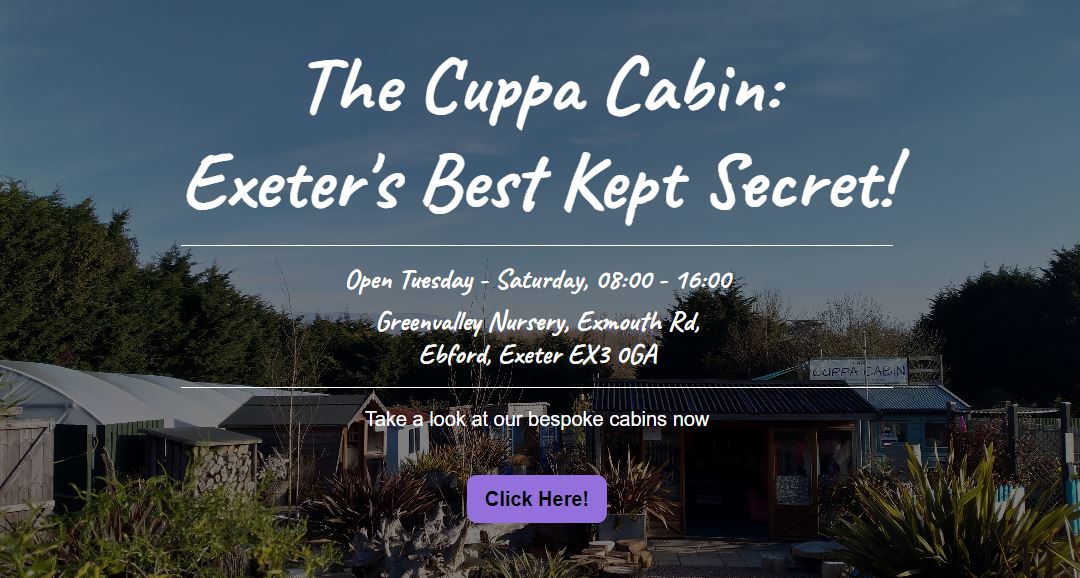 The Cuppa Cabin:
Exeter's Best Kept Secret!
Open Tuesday - Saturday, 08:00 - 16:00
Greenvalley Nursery, Exmouth Rd,
Ebford, Exeter EX3 0GA
CUPPA CABIN
Take a look at our bespoke cabins now
Click Here!